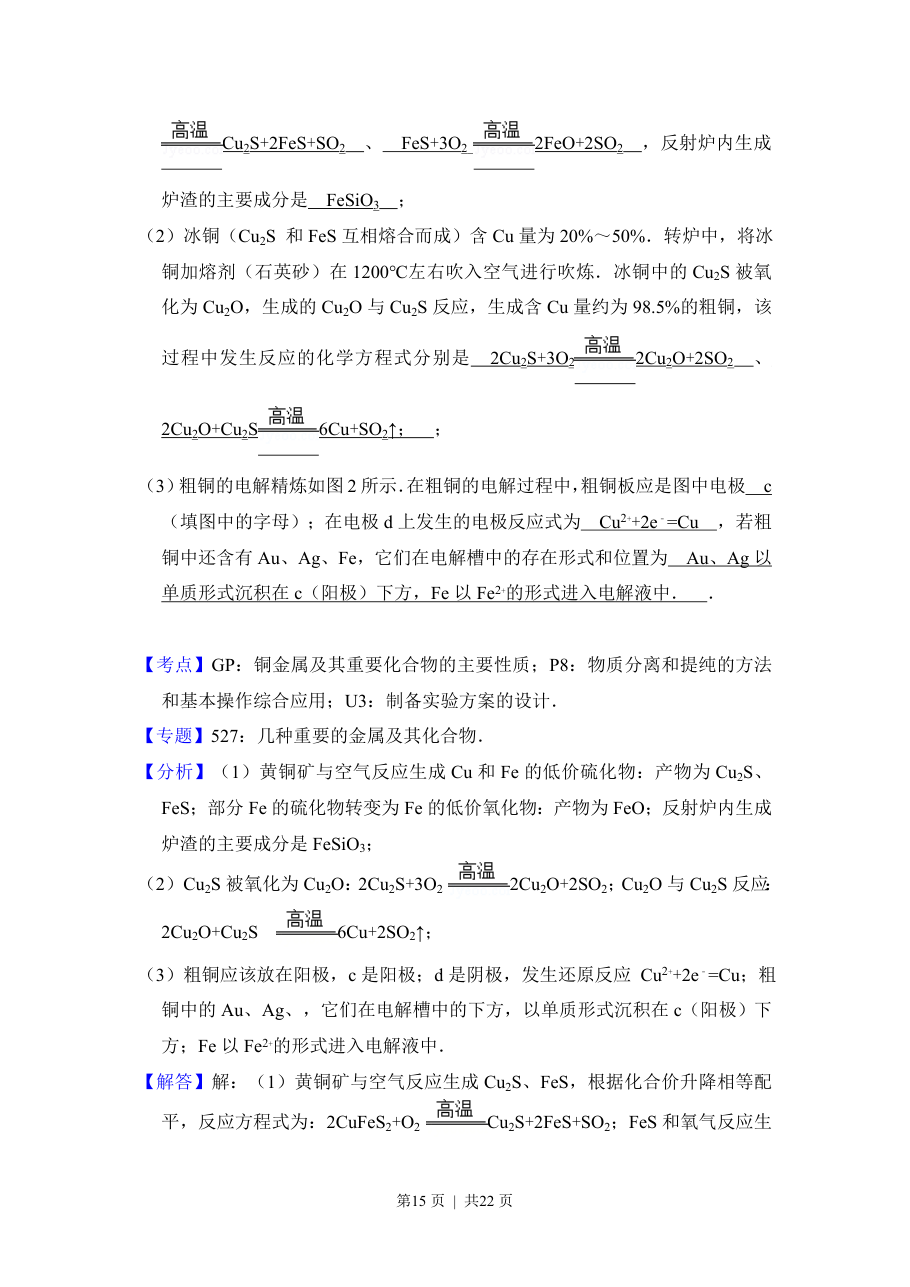 高温Cu₂S+2FeS+SO₂ 、 FeS+3O₂ 高温 2FeO+2SO₂ ，反射炉内生成
炉渣的主要成分是 FeSiO₃ ；
（2）冰铜（Cu₂S 和 FeS 互相熔合而成）含 Cu 量为 20%～50%．转炉中，将冰
铜加熔剂（石英砂）在 1200℃左右吹入空气进行吹炼．冰铜中的 Cu₂S 被氧
化为 Cu₂O，生成的 Cu₂O 与 Cu₂S 反应，生成含 Cu 量约为 98.5%的粗铜，该
过程中发生反应的化学方程式分别是 2Cu₂S+3O₂高温2Cu₂O+2SO₂ 、
2Cu₂O+Cu₂S高温6Cu+SO₂↑； ；
（3）粗铜的电解精炼如图 2 所示．在粗铜的电解过程中，粗铜板应是图中电极 c
（填图中的字母）；在电极 d 上发生的电极反应式为 Cu²⁺+2e⁻=Cu ，若粗
铜中还含有 Au、Ag、Fe，它们在电解槽中的存在形式和位置为 Au、Ag 以
单质形式沉积在 c（阳极）下方，Fe 以 Fe²⁺的形式进入电解液中． ．
【考点】GP：铜金属及其重要化合物的主要性质；P8：物质分离和提纯的方法
和基本操作综合应用；U3：制备实验方案的设计．
【专题】527：几种重要的金属及其化合物．
【分析】（1）黄铜矿与空气反应生成 Cu 和 Fe 的低价硫化物：产物为 Cu₂S、
FeS；部分 Fe 的硫化物转变为 Fe 的低价氧化物：产物为 FeO；反射炉内生成
炉渣的主要成分是 FeSiO₃；
（2）Cu₂S 被氧化为 Cu₂O：2Cu₂S+3O₂ 高温 2Cu₂O+2SO₂；Cu₂O 与 Cu₂S 反应：
2Cu₂O+Cu₂S 高温 6Cu+2SO₂↑；
（3）粗铜应该放在阳极，c 是阳极；d 是阴极，发生还原反应 Cu²⁺+2e⁻=Cu；粗
铜中的 Au、Ag、，它们在电解槽中的下方，以单质形式沉积在 c（阳极）下
方；Fe 以 Fe²⁺的形式进入电解液中．
【解答】解：（1）黄铜矿与空气反应生成 Cu₂S、FeS，根据化合价升降相等配
平，反应方程式为：2CuFeS₂+O₂ 高温 Cu₂S+2FeS+SO₂；FeS 和氧气反应生
第15 页 | 共22 页